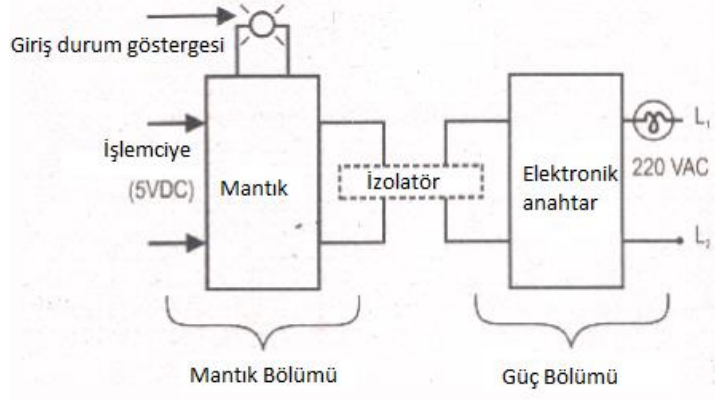 Giriş durum göstergesi
İşlemciye
(5VDC)
Mantık
İzolatör
Elektronik
anahtar
L₁
220 VAC
L₂
Mantık Bölümü
Güç Bölümü